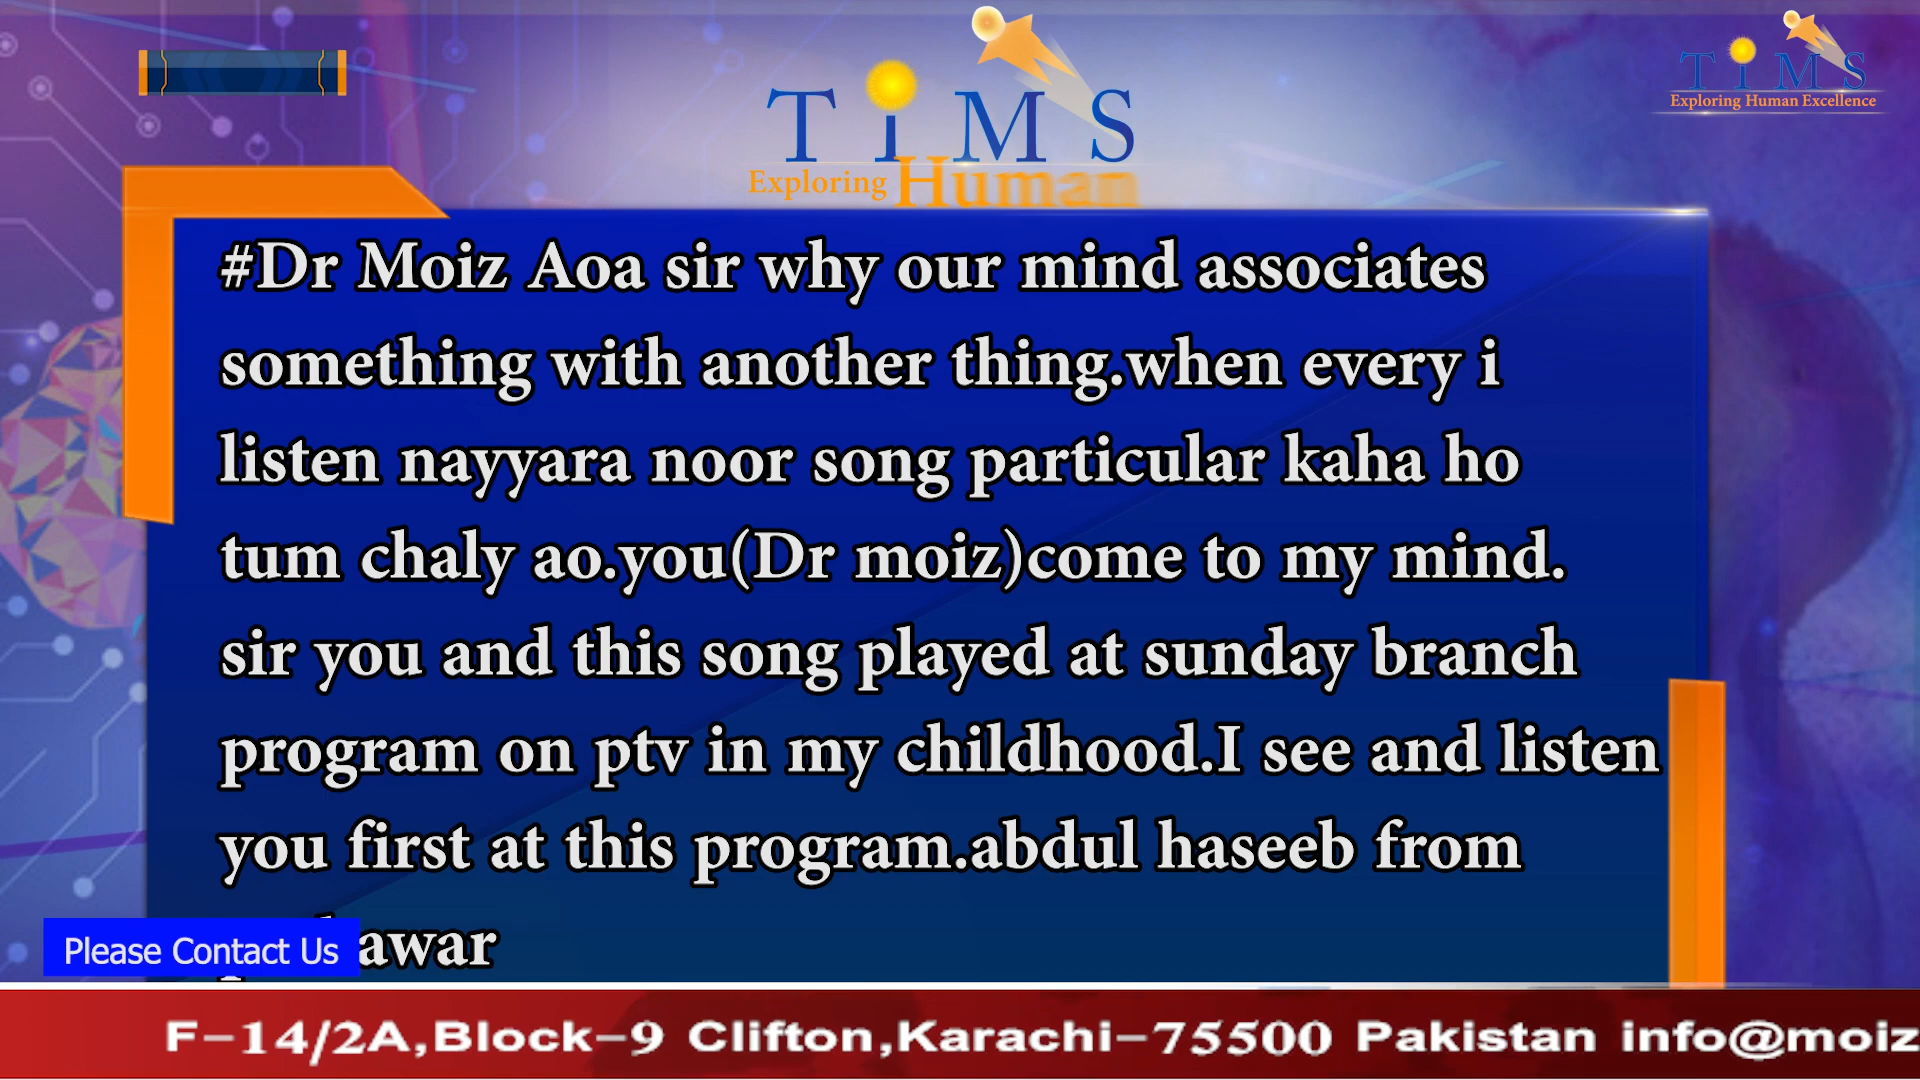 TiMS
Exploring Human
TiMS
Exploring Human Excellence
#Dr Moiz Aoa sir why our mind associates
something with another thing.when every i
listen nayyara noor song particular kaha ho
tum chaly ao.you(Dr moiz)come to my mind.
sir you and this song played at sunday branch
program on ptv in my childhood.I see and listen
you first at this program.abdul haseeb from
awar
Please Contact Us
F-14/2A,Block-9 Clifton,Karachi-75500 Pakistan info@moiz